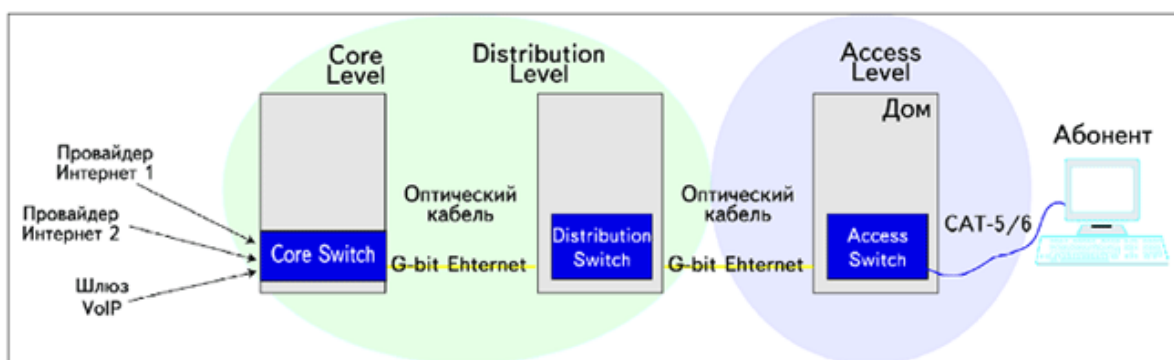 Core
Level
Distribution
Level
Access
Level
Дом
Абонент
Провайдер
Интернет 1
Провайдер
Интернет 2
Шлюз
VoIP
Core Switch
Оптический
кабель
G-bit Ehternet
Distribution
Switch
Оптический
кабель
G-bit Ehternet
Access
Switch
CAT-5/6